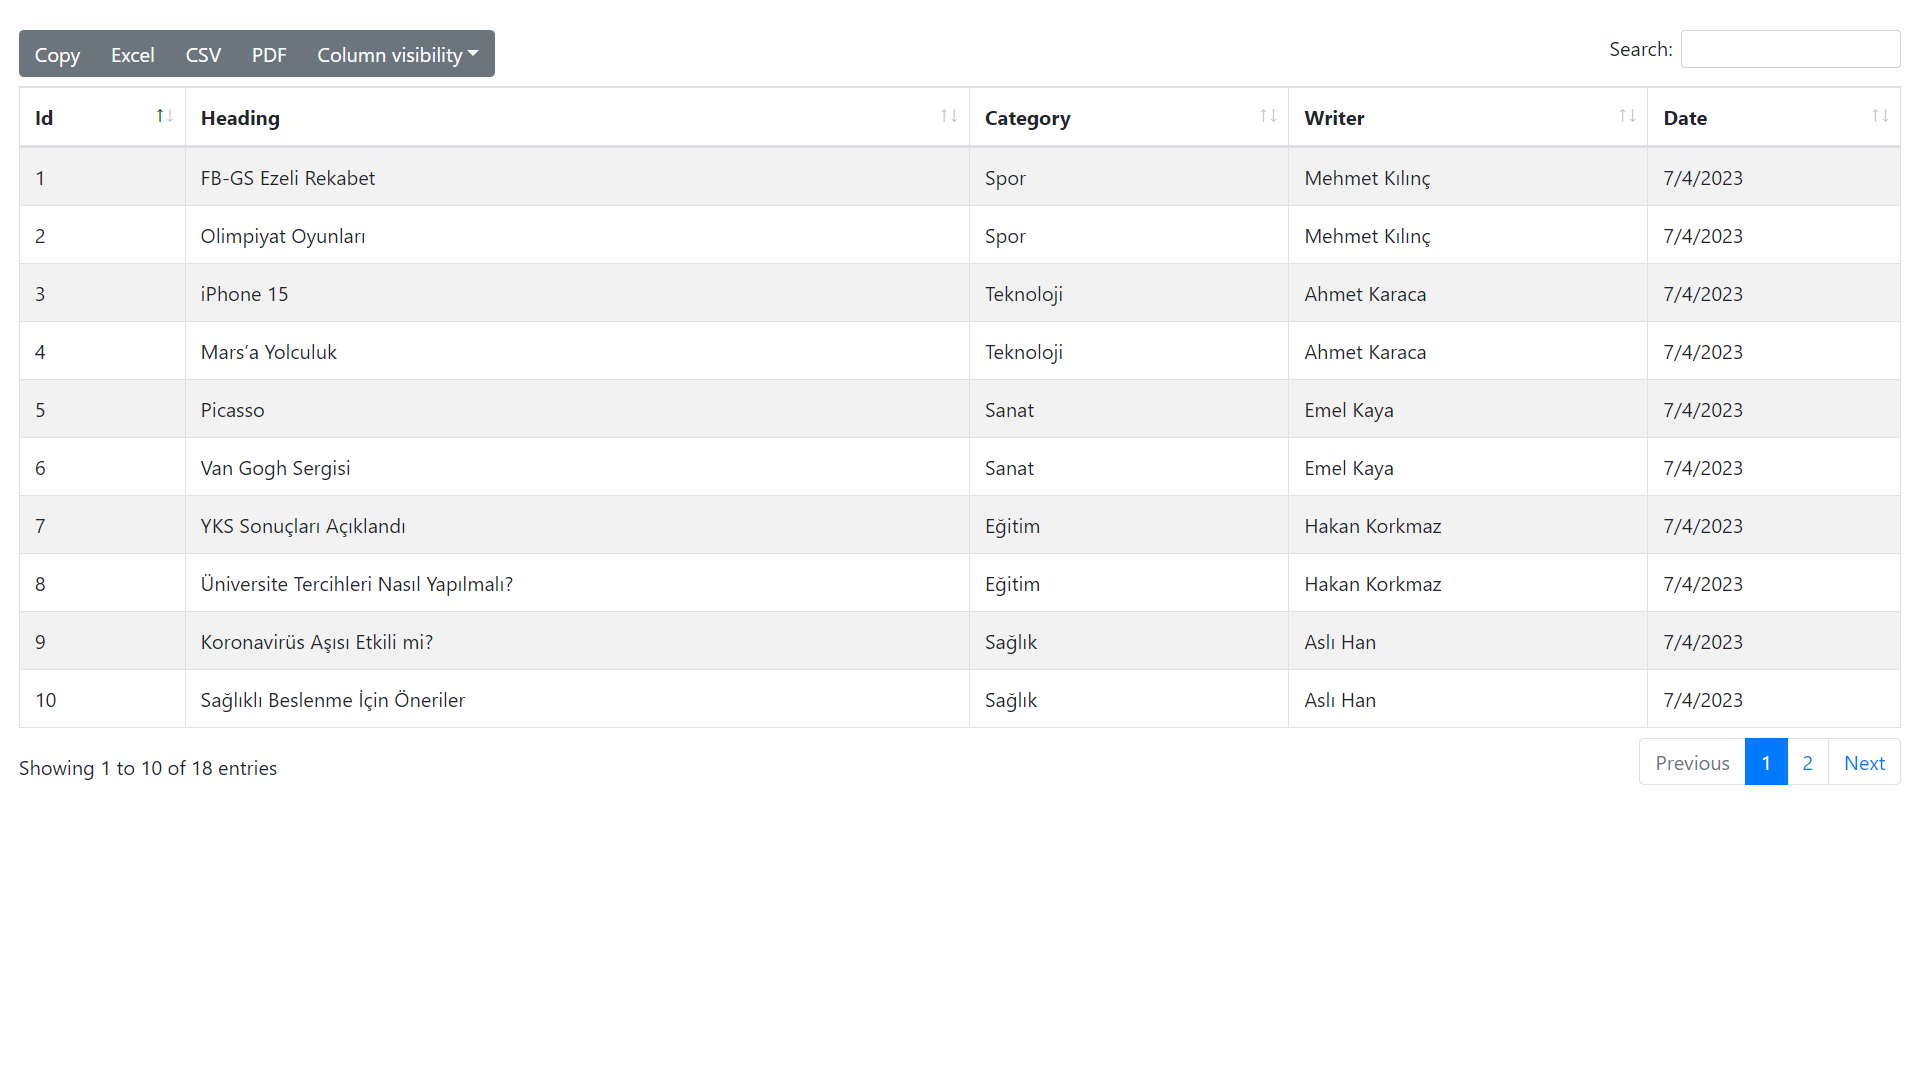 Copy Excel CSV PDF Column visibility Search:
Id Heading Category Writer Date
1 FB-GS Ezeli Rekabet Spor Mehmet Kılınç 7/4/2023
2 Olimpiyat Oyunları Spor Mehmet Kılınç 7/4/2023
3 iPhone 15 Teknoloji Ahmet Karaca 7/4/2023
4 Mars’a Yolculuk Teknoloji Ahmet Karaca 7/4/2023
5 Picasso Sanat Emel Kaya 7/4/2023
6 Van Gogh Sergisi Sanat Emel Kaya 7/4/2023
7 YKS Sonuçları Açıklandı Eğitim Hakan Korkmaz 7/4/2023
8 Üniversite Tercihleri Nasıl Yapılmalı? Eğitim Hakan Korkmaz 7/4/2023
9 Koronavirüs Aşısı Etkili mi? Sağlık Aslı Han 7/4/2023
10 Sağlıklı Beslenme İçin Öneriler Sağlık Aslı Han 7/4/2023
Showing 1 to 10 of 18 entries Previous 1 2 Next